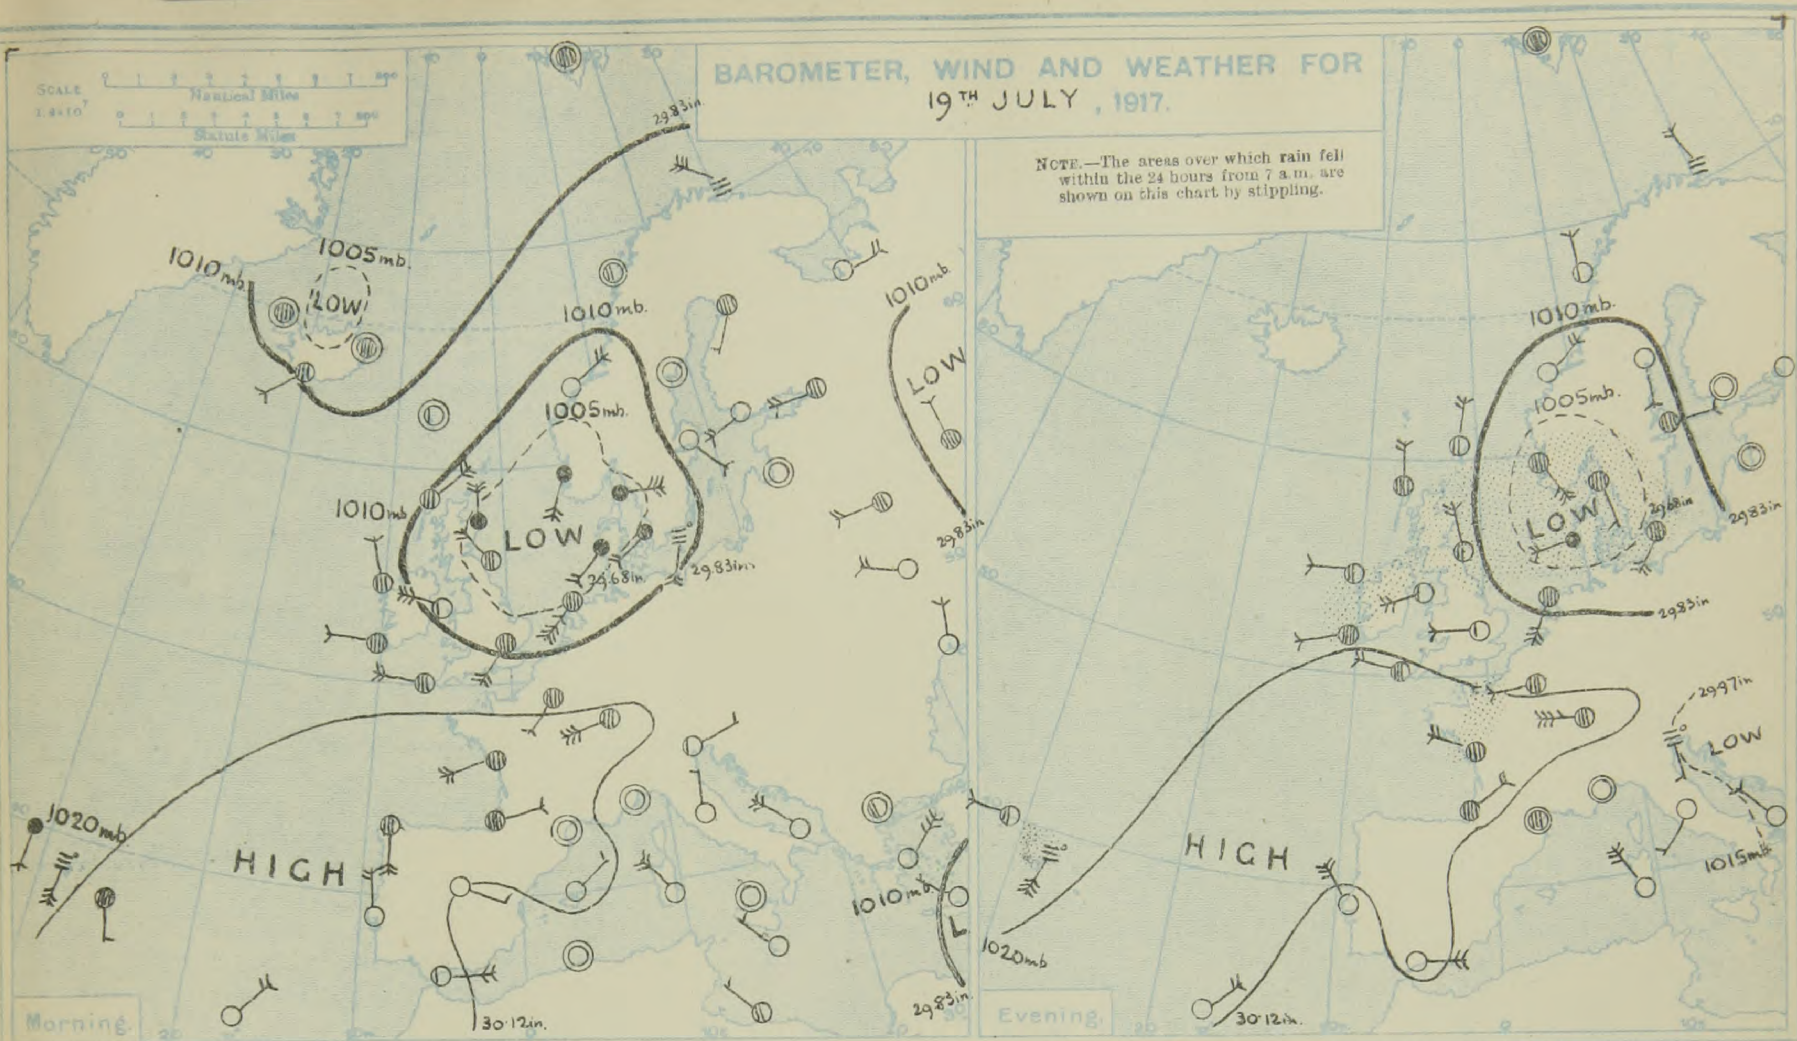 BAROMETER, WIND AND WEATHER FOR
19TH JULY, 1917.
NOTE.—The areas over which rain fell
within the 24 hours from 7 a.m. are
shown on this chart by stippling.
SCALE
Nautical Miles
Statute Miles
29.83in.
1010mb.
1005mb.
LOW
1010mb.
1010mb.
LOW
1005mb.
1010mb
LOW
29.68in.
29.83in.
29.83in
1020mb
HIGH
1010mb
L
29.83in.
30.12in.
Morning.
1010mb.
1005mb.
29.68in
LOW
29.83in
29.83in
29.97in
LOW
HIGH
1015mb
1020mb
30.12in.
Evening.